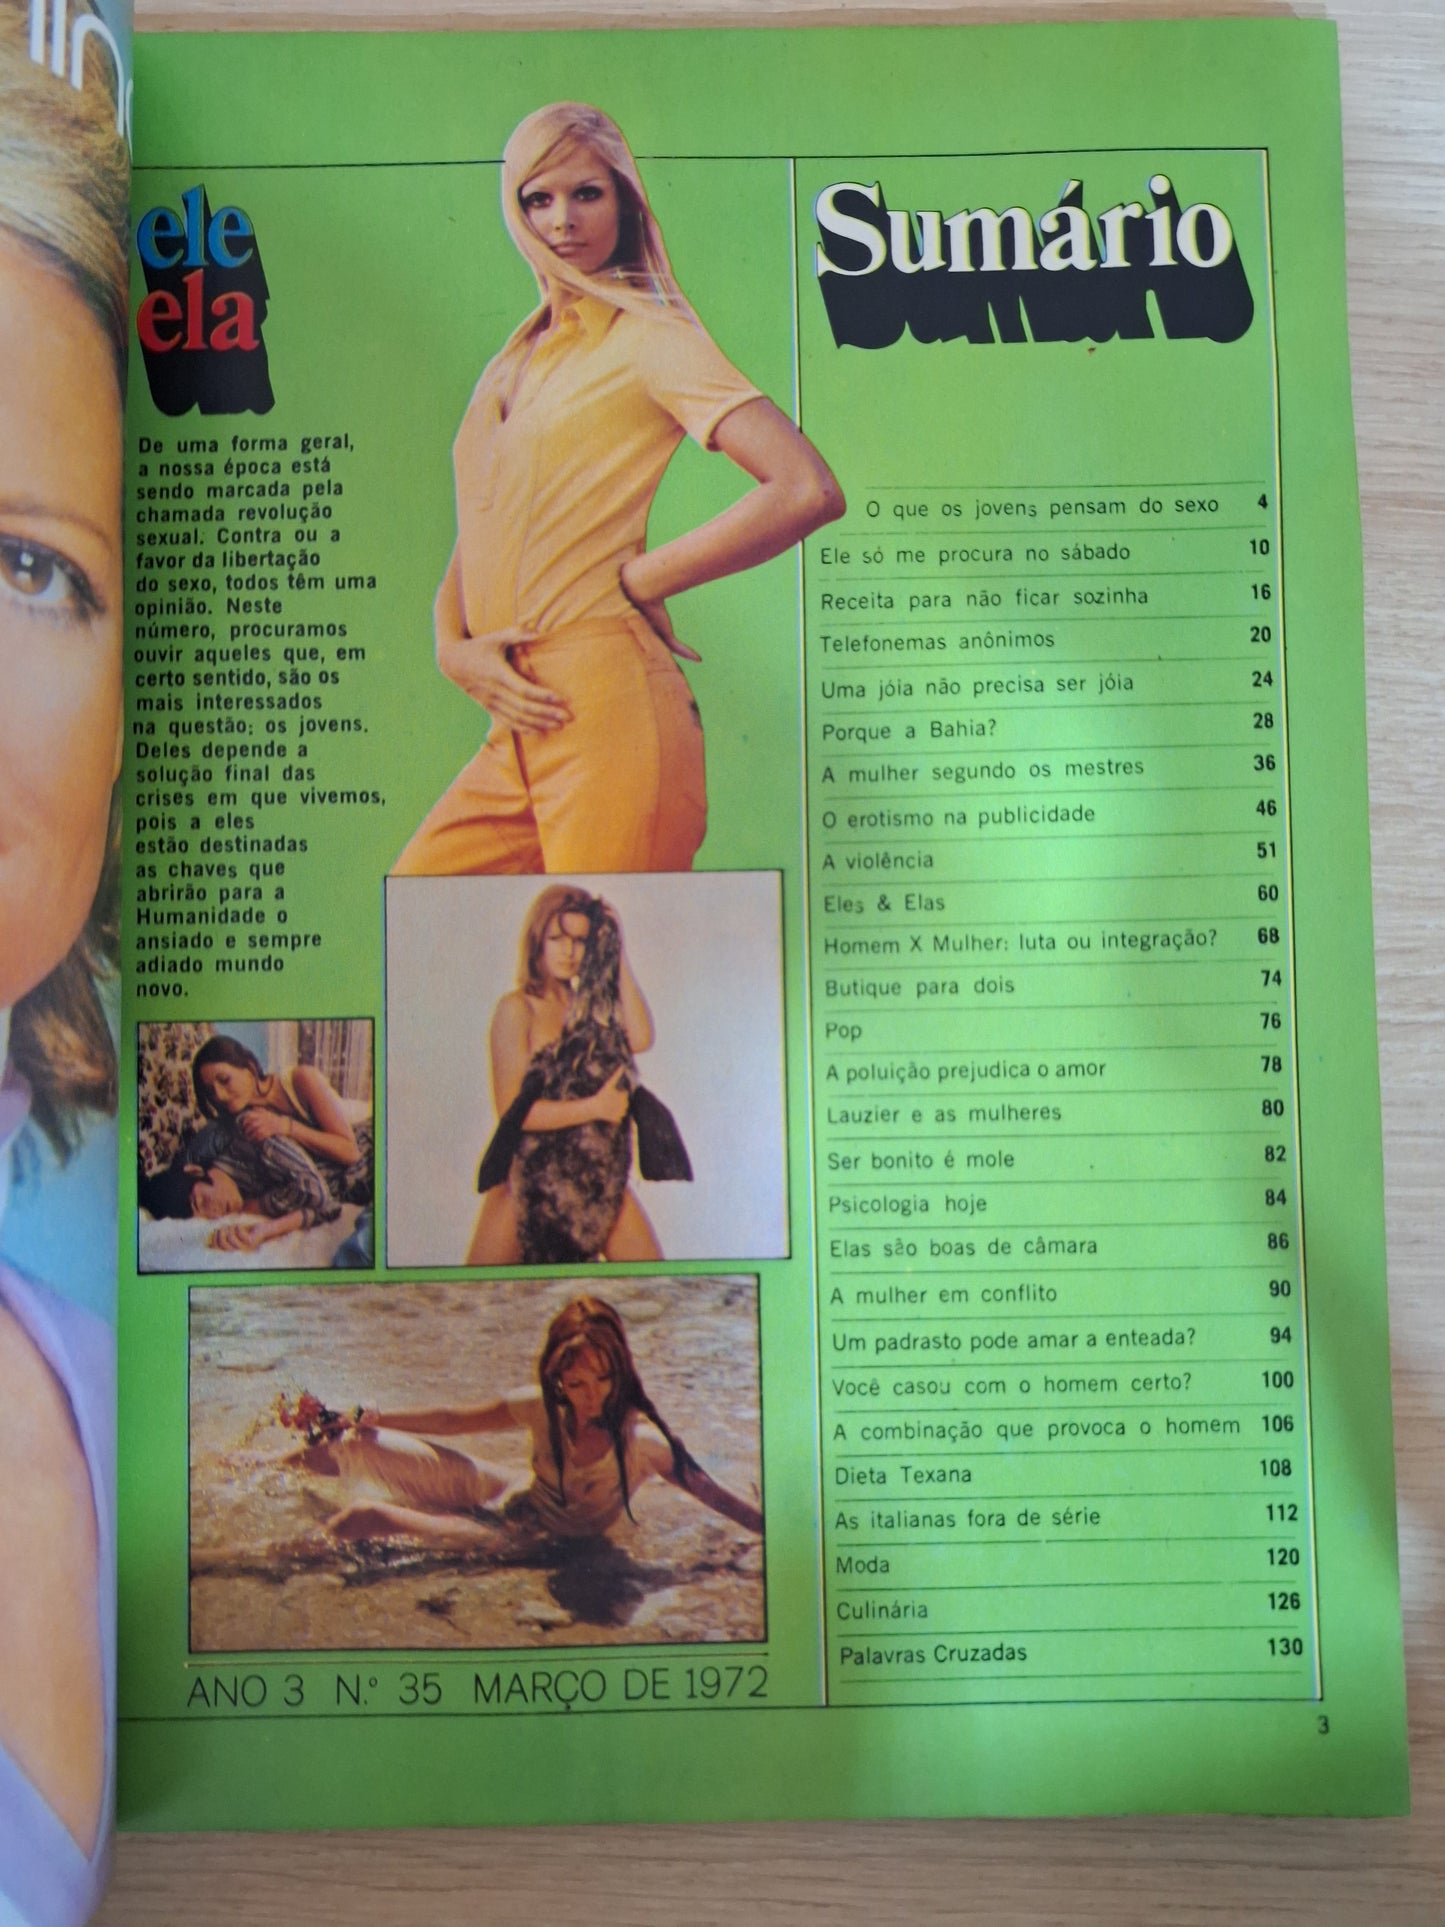 ele
ela
De uma forma geral,
a nossa época está
sendo marcada pela
chamada revolução
sexual. Contra ou a
favor da libertação
do sexo, todos têm uma
opinião. Neste
número, procuramos
ouvir aqueles que, em
certo sentido, são os
mais interessados
na questão: os jovens.
Deles depende a
solução final das
crises em que vivemos,
pois a eles
estão destinadas
as chaves que
abrirão para a
Humanidade o
ansiado e sempre
adiado mundo
novo.
ANO 3 N.º 35 MARÇO DE 1972
Sumário
O que os jovens pensam do sexo 4
Ele só me procura no sábado 10
Receita para não ficar sozinha 16
Telefonemas anônimos 20
Uma jóia não precisa ser jóia 24
Porque a Bahia? 28
A mulher segundo os mestres 36
O erotismo na publicidade 46
A violência 51
Eles & Elas 60
Homem X Mulher: luta ou integração? 68
Butique para dois 74
Pop 76
A poluição prejudica o amor 78
Lauzier e as mulheres 80
Ser bonito é mole 82
Psicologia hoje 84
Elas são boas de câmara 86
A mulher em conflito 90
Um padrasto pode amar a enteada? 94
Você casou com o homem certo? 100
A combinação que provoca o homem 106
Dieta Texana 108
As italianas fora de série 112
Moda 120
Culinária 126
Palavras Cruzadas 130
3